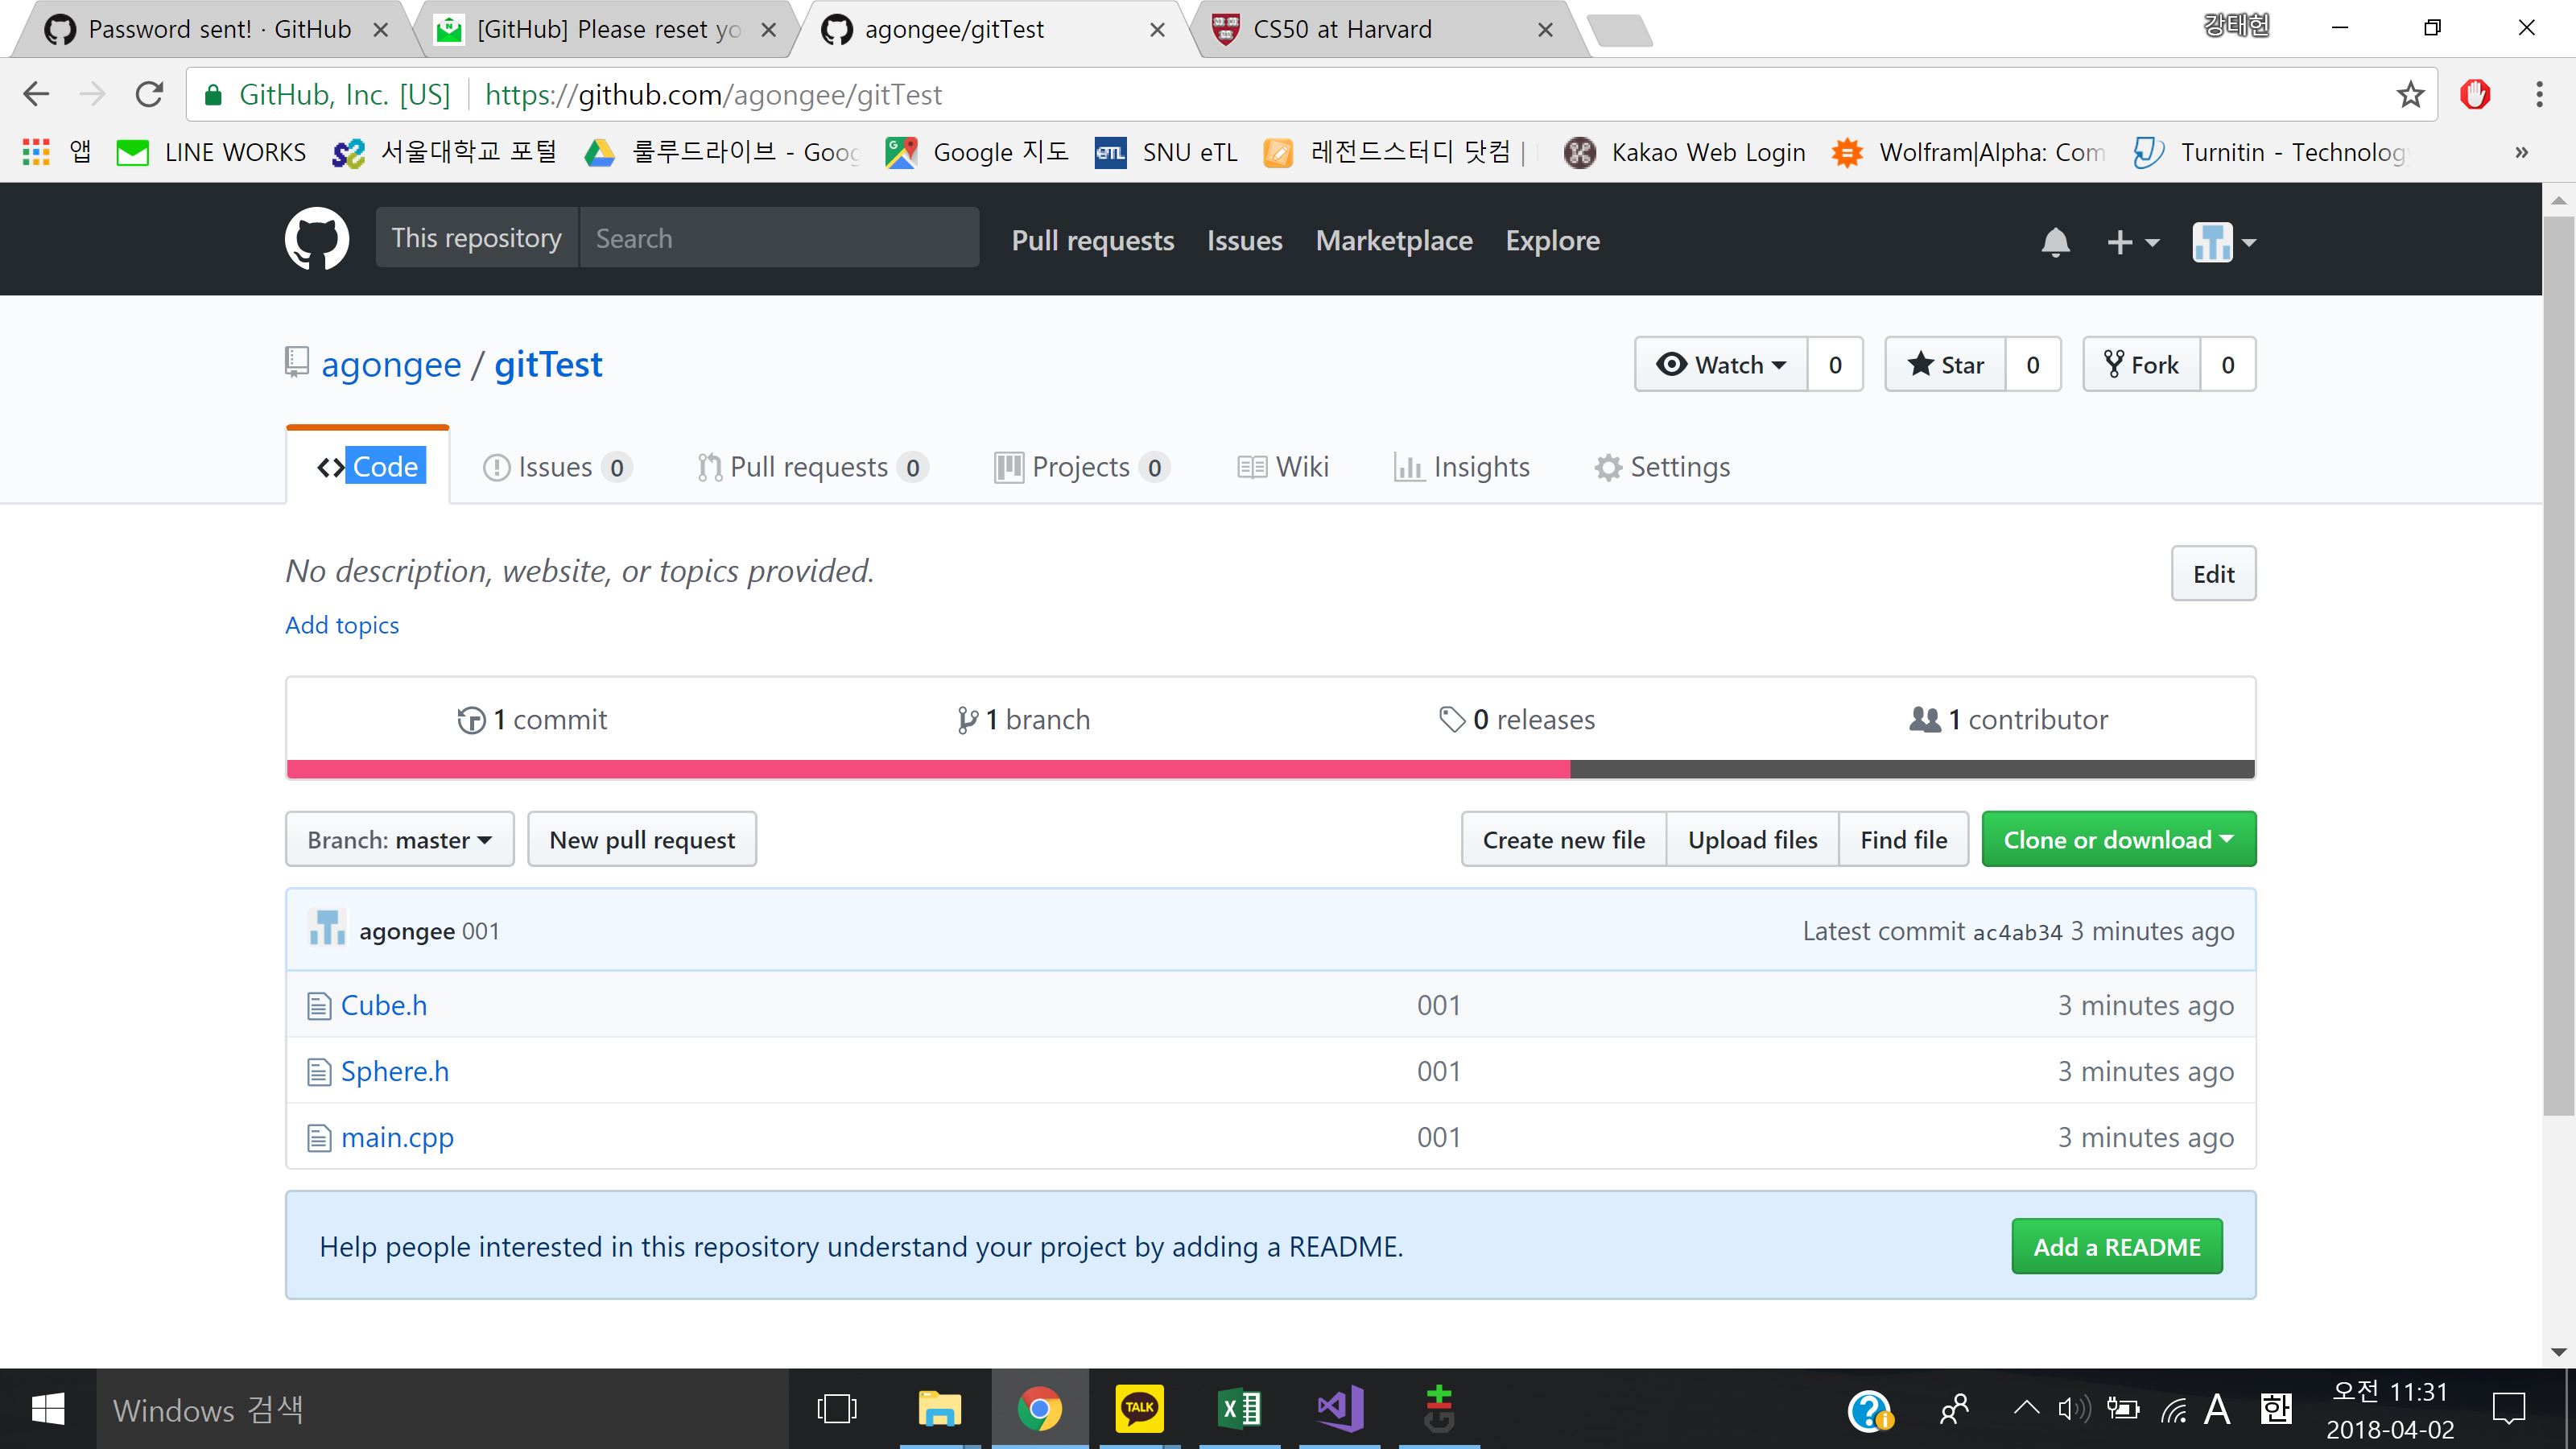 Password sent! · GitHub
[GitHub] Please reset yo
agongee/gitTest
CS50 at Harvard
강태헌
GitHub, Inc. [US] https://github.com/agongee/gitTest
앱 LINE WORKS 서울대학교 포털 룰루드라이브 - Goog Google 지도 eTL SNU eTL 레전드스터디 닷컴 | Kakao Web Login Wolfram|Alpha: Com Turnitin - Technolog »
This repository Search Pull requests Issues Marketplace Explore
agongee / gitTest
Watch 0 Star 0 Fork 0
Code Issues 0 Pull requests 0 Projects 0 Wiki Insights Settings
No description, website, or topics provided. Edit
Add topics
1 commit 1 branch 0 releases 1 contributor
Branch: master New pull request Create new file Upload files Find file Clone or download
agongee 001 Latest commit ac4ab34 3 minutes ago
Cube.h 001 3 minutes ago
Sphere.h 001 3 minutes ago
main.cpp 001 3 minutes ago
Help people interested in this repository understand your project by adding a README. Add a README
Windows 검색 TALK A 한 오전 11:31
2018-04-02